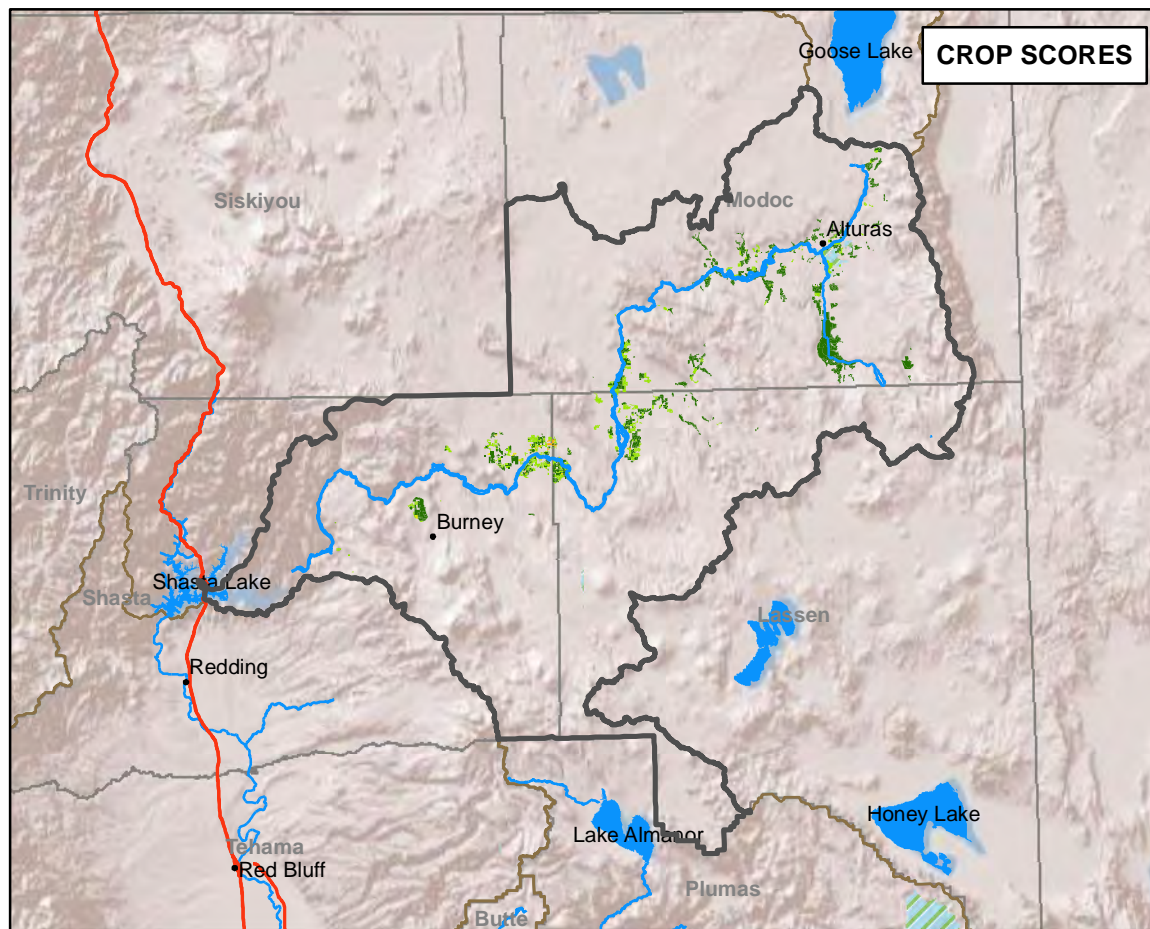 Goose Lake
CROP SCORES
Siskiyou
Modoc
Alturas
Trinity
Burney
Shasta Lake
Shasta
Lassen
Redding
Honey Lake
Lake Almanor
Tehama
Red Bluff
Plumas
Butte